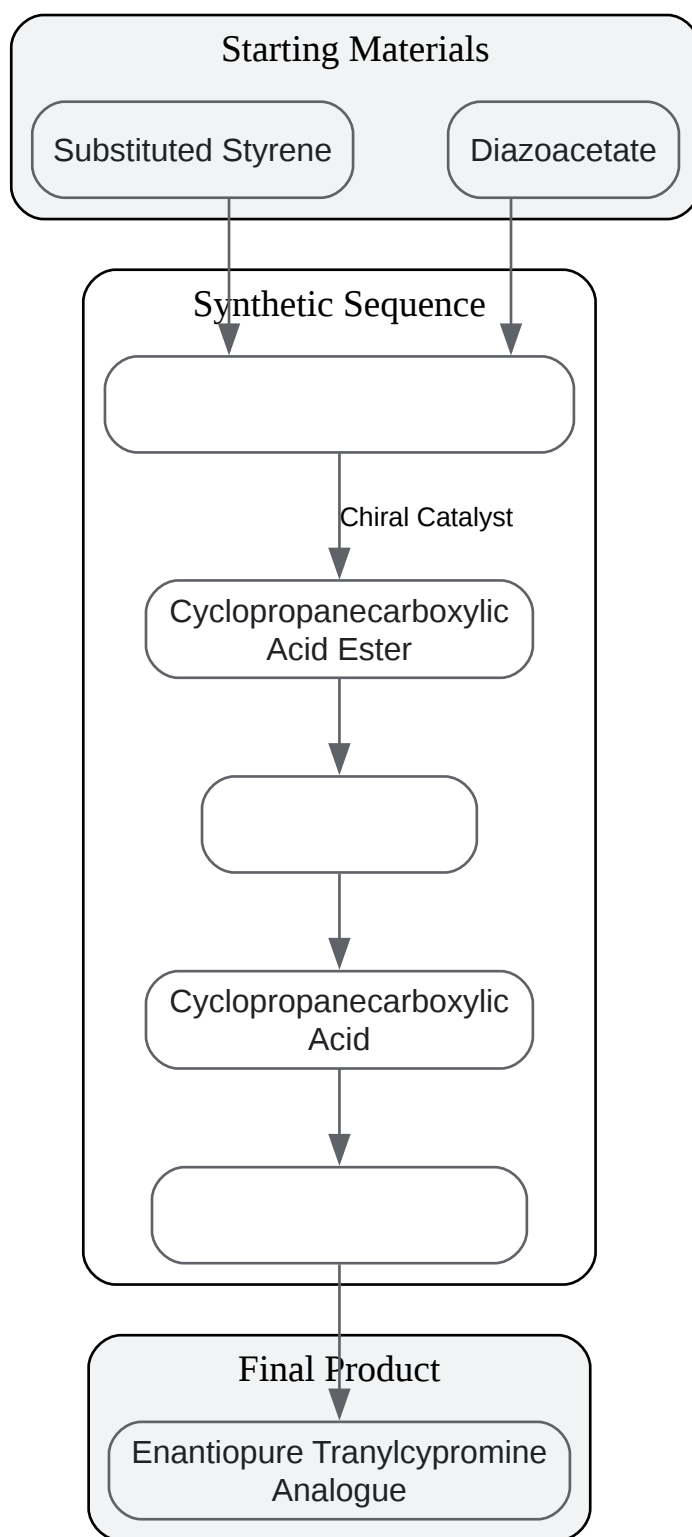 Starting Materials
Substituted Styrene
Diazoacetate
Synthetic Sequence
Chiral Catalyst
Cyclopropanecarboxylic
Acid Ester
Cyclopropanecarboxylic
Acid
Final Product
Enantiopure Tranylcypromine
Analogue